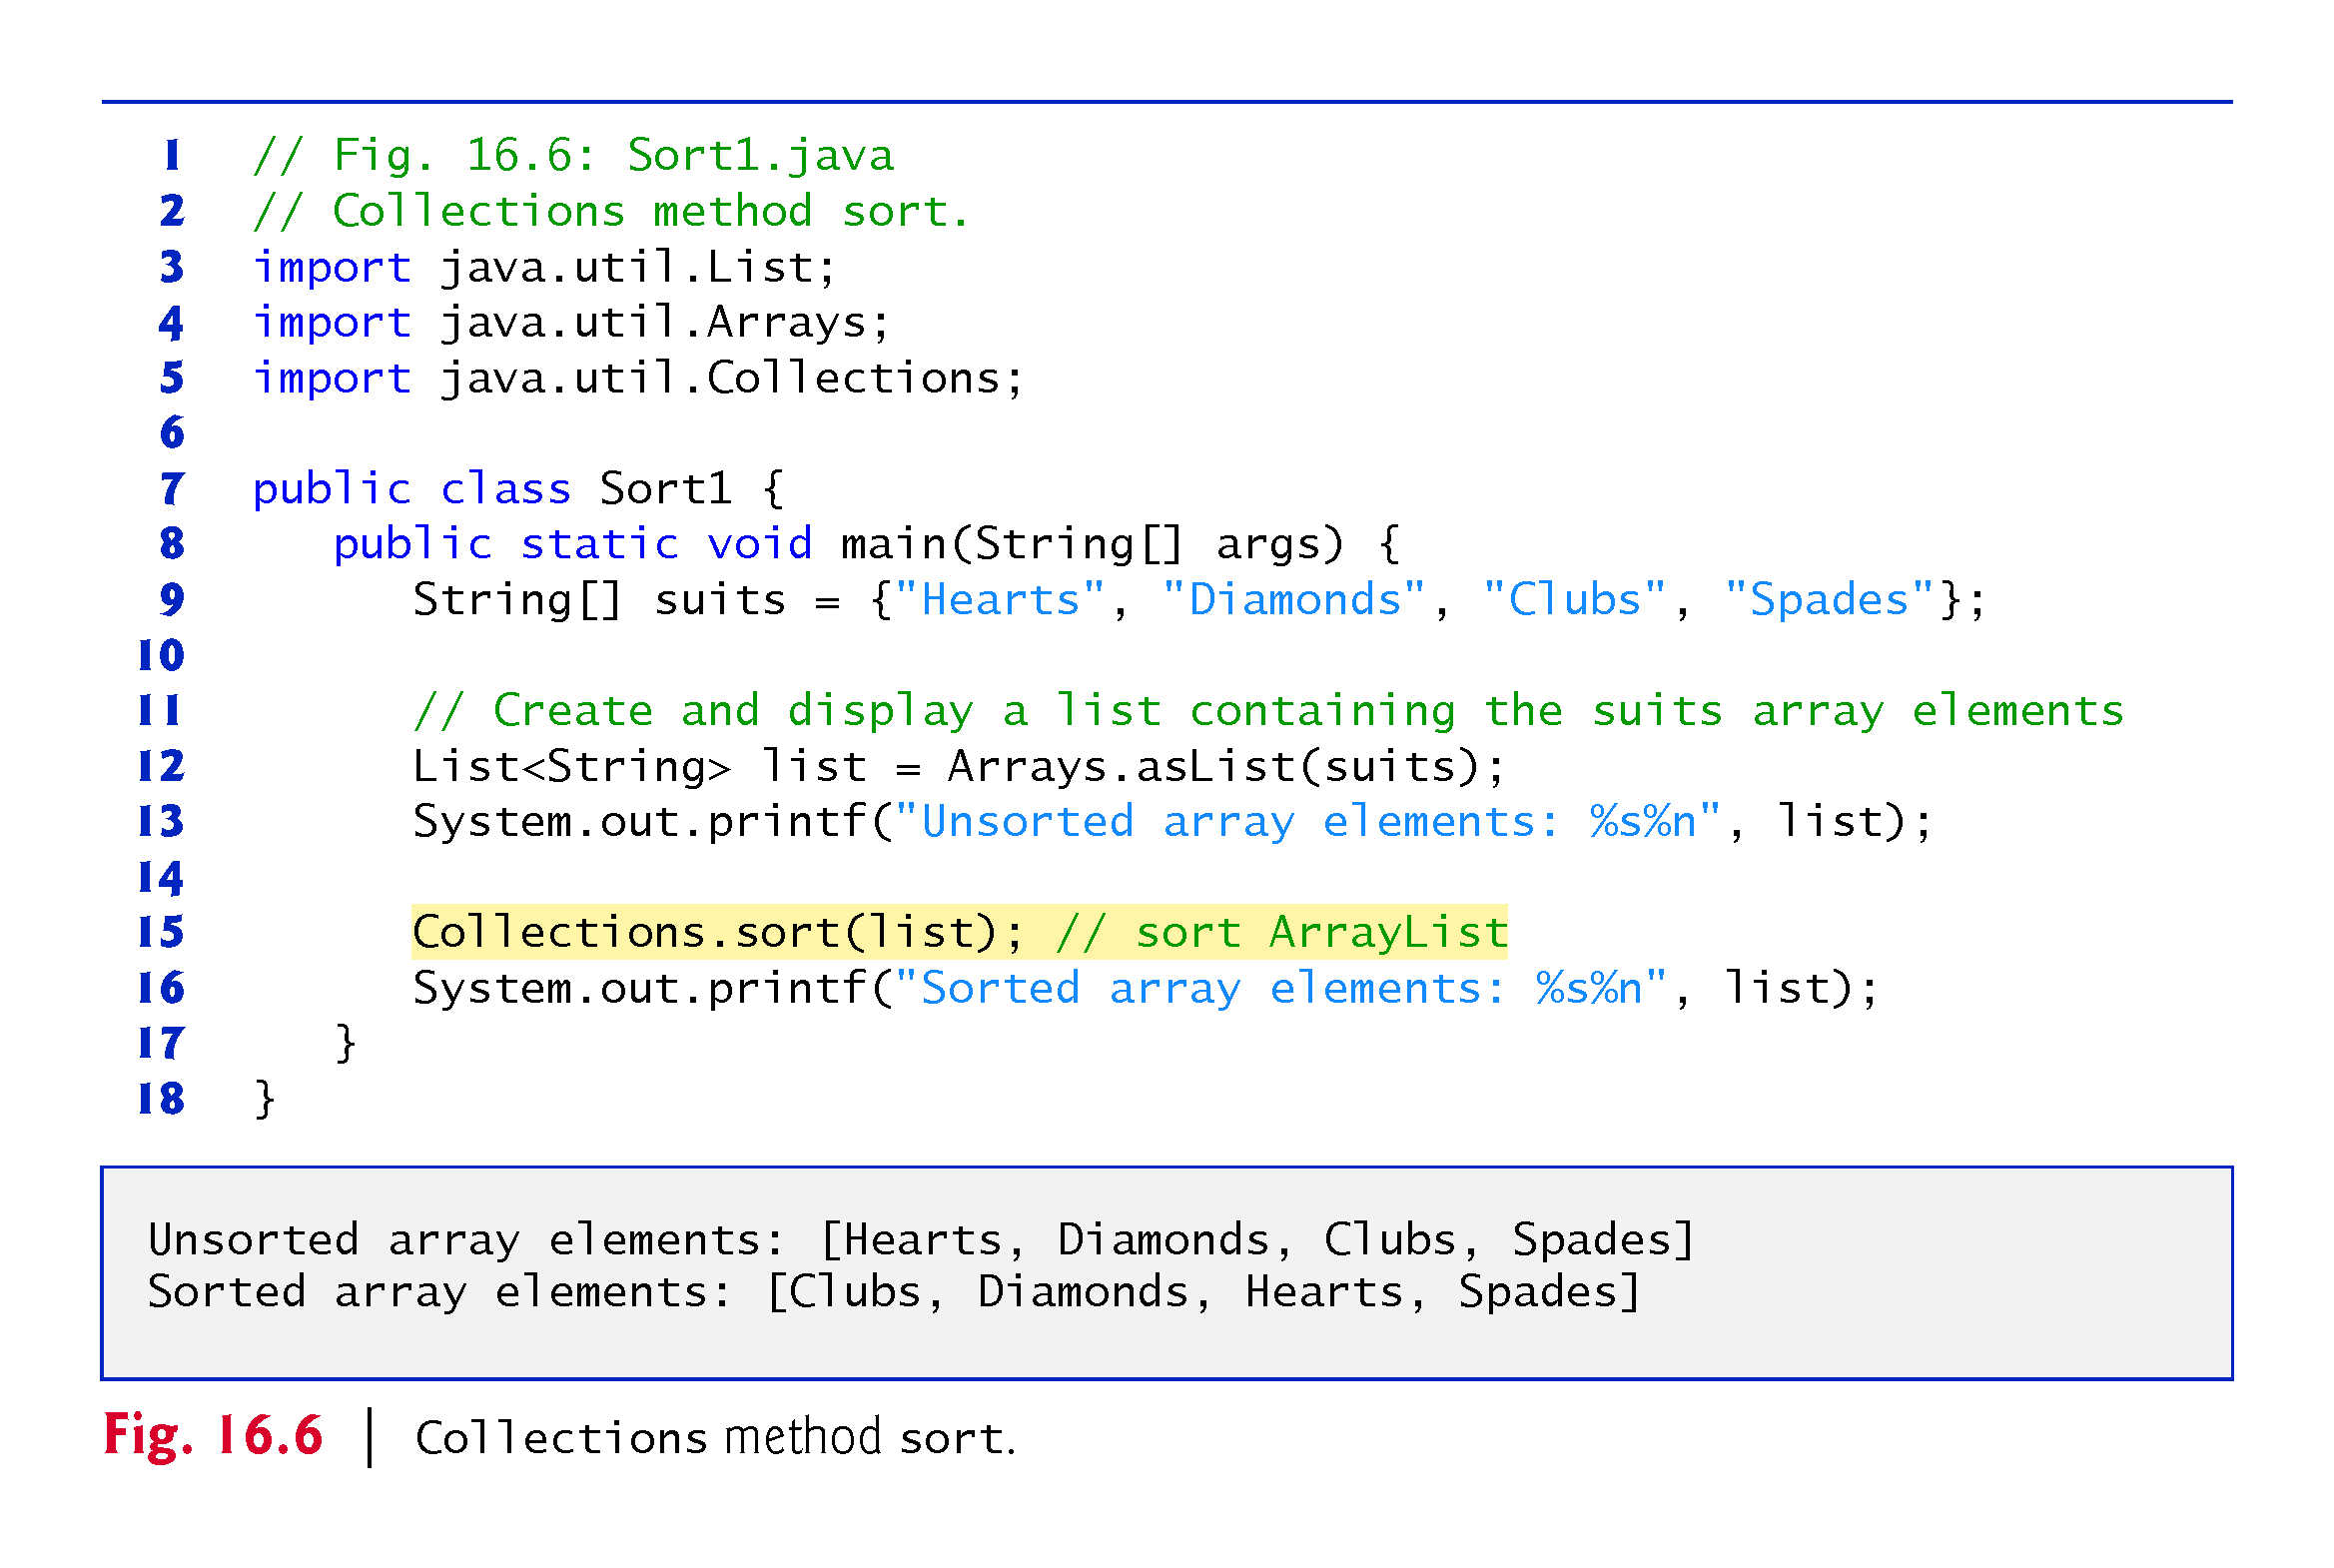 1 // Fig. 16.6: Sort1.java
2 // Collections method sort.
3 import java.util.List;
4 import java.util.Arrays;
5 import java.util.Collections;
6
7 public class Sort1 {
8    public static void main(String[] args) {
9       String[] suits = {"Hearts", "Diamonds", "Clubs", "Spades"};
10
11       // Create and display a list containing the suits array elements
12       List<String> list = Arrays.asList(suits);
13       System.out.printf("Unsorted array elements: %s%n", list);
14
15       Collections.sort(list); // sort ArrayList
16       System.out.printf("Sorted array elements: %s%n", list);
17    }
18 }
Unsorted array elements: [Hearts, Diamonds, Clubs, Spades]
Sorted array elements: [Clubs, Diamonds, Hearts, Spades]
Fig. 16.6 | Collections method sort.